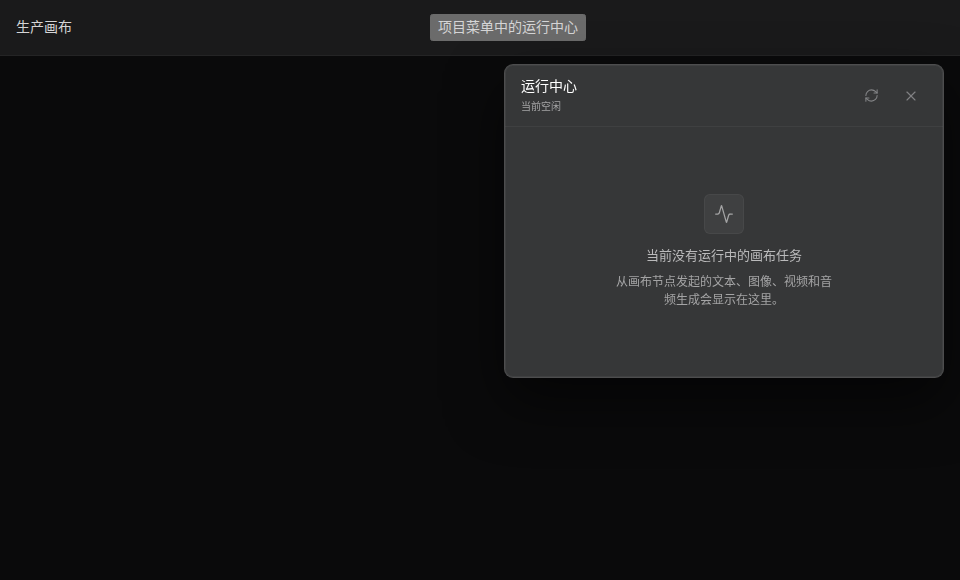 生产画布
项目菜单中的运行中心
运行中心
当前空闲
当前没有运行中的画布任务
从画布节点发起的文本、图像、视频和音
频生成会显示在这里。